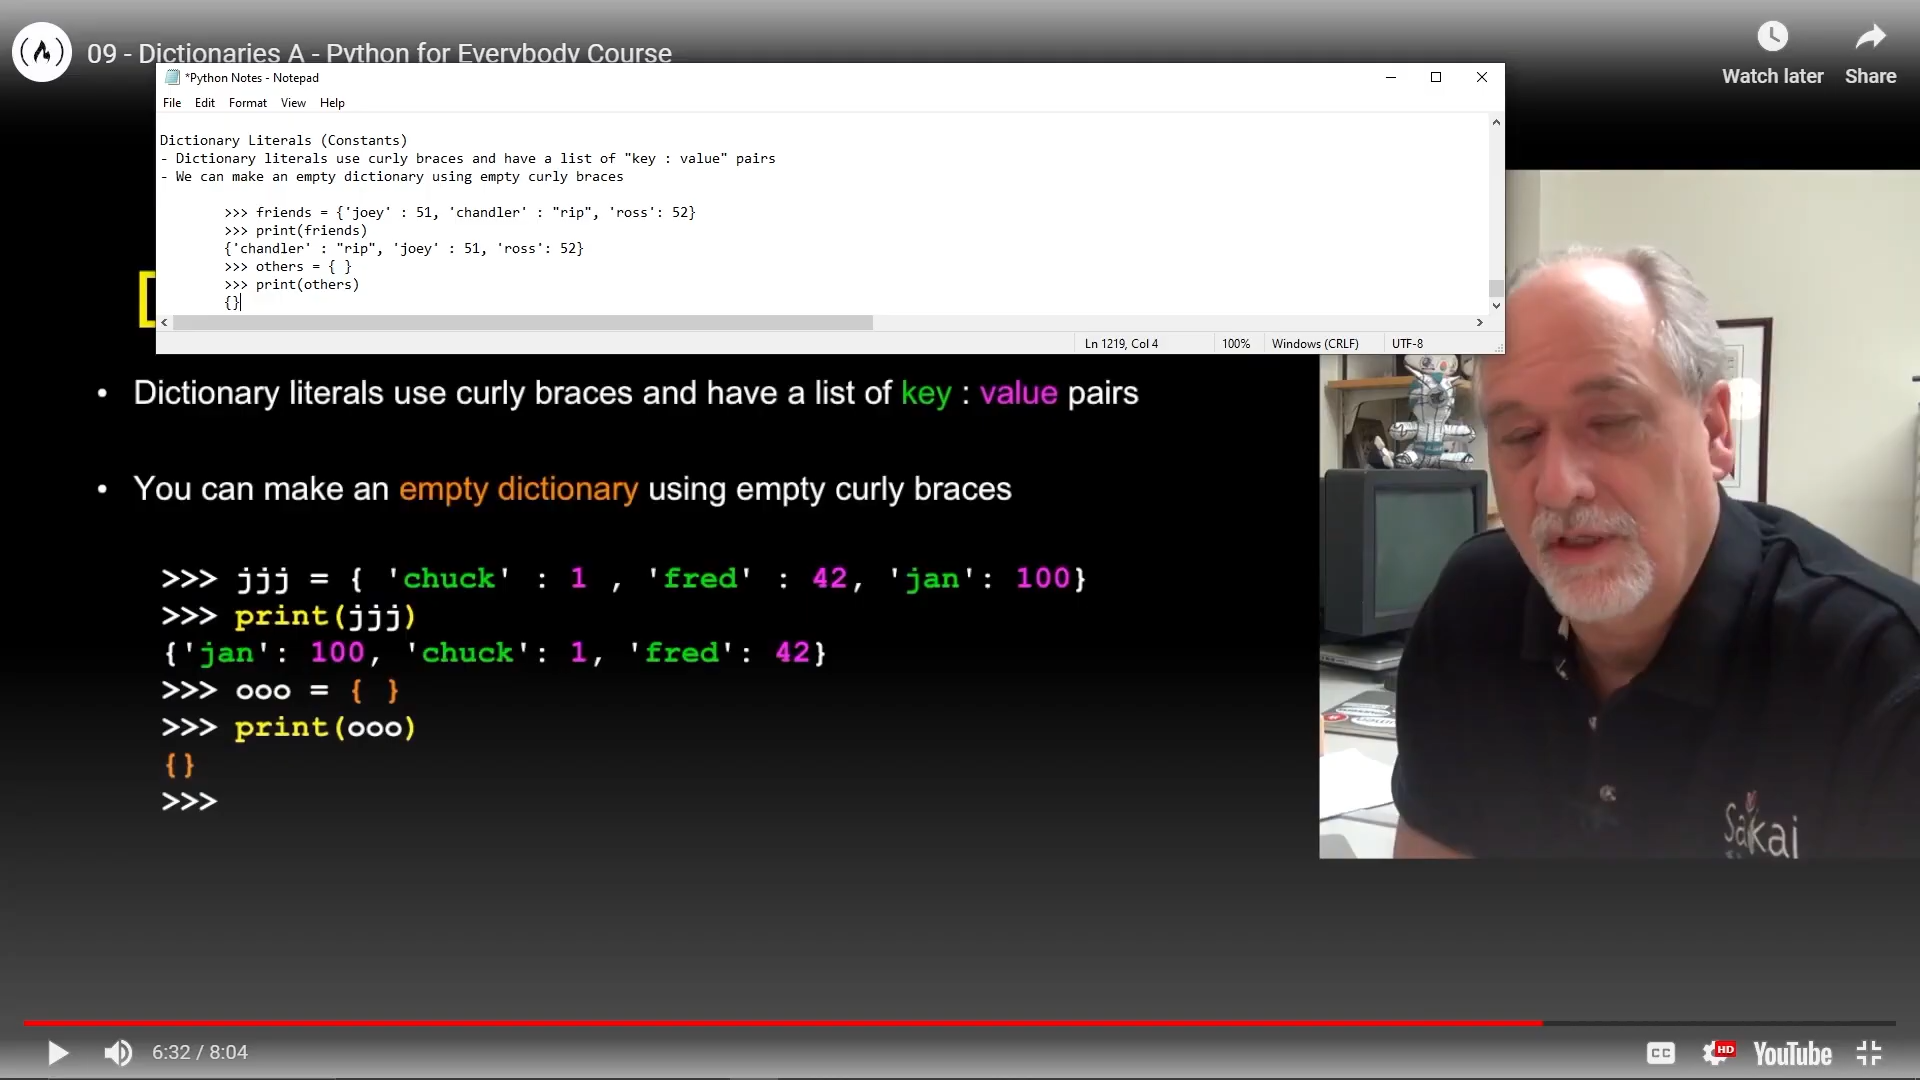 09 - Dictionaries A - Python for Everybody Course
Watch later
Share
*Python Notes - Notepad
File Edit Format View Help
Dictionary Literals (Constants)
- Dictionary literals use curly braces and have a list of "key : value" pairs
- We can make an empty dictionary using empty curly braces
>>> friends = {'joey' : 51, 'chandler' : "rip", 'ross': 52}
>>> print(friends)
{'chandler' : "rip", 'joey' : 51, 'ross': 52}
>>> others = { }
>>> print(others)
{}
Ln 1219, Col 4 100% Windows (CRLF) UTF-8
• Dictionary literals use curly braces and have a list of key : value pairs
• You can make an empty dictionary using empty curly braces
>>> jjj = { 'chuck' : 1 , 'fred' : 42, 'jan': 100}
>>> print(jjj)
{'jan': 100, 'chuck': 1, 'fred': 42}
>>> ooo = { }
>>> print(ooo)
{}
>>>
Sakai
6:32 / 8:04
CC
HD
YouTube